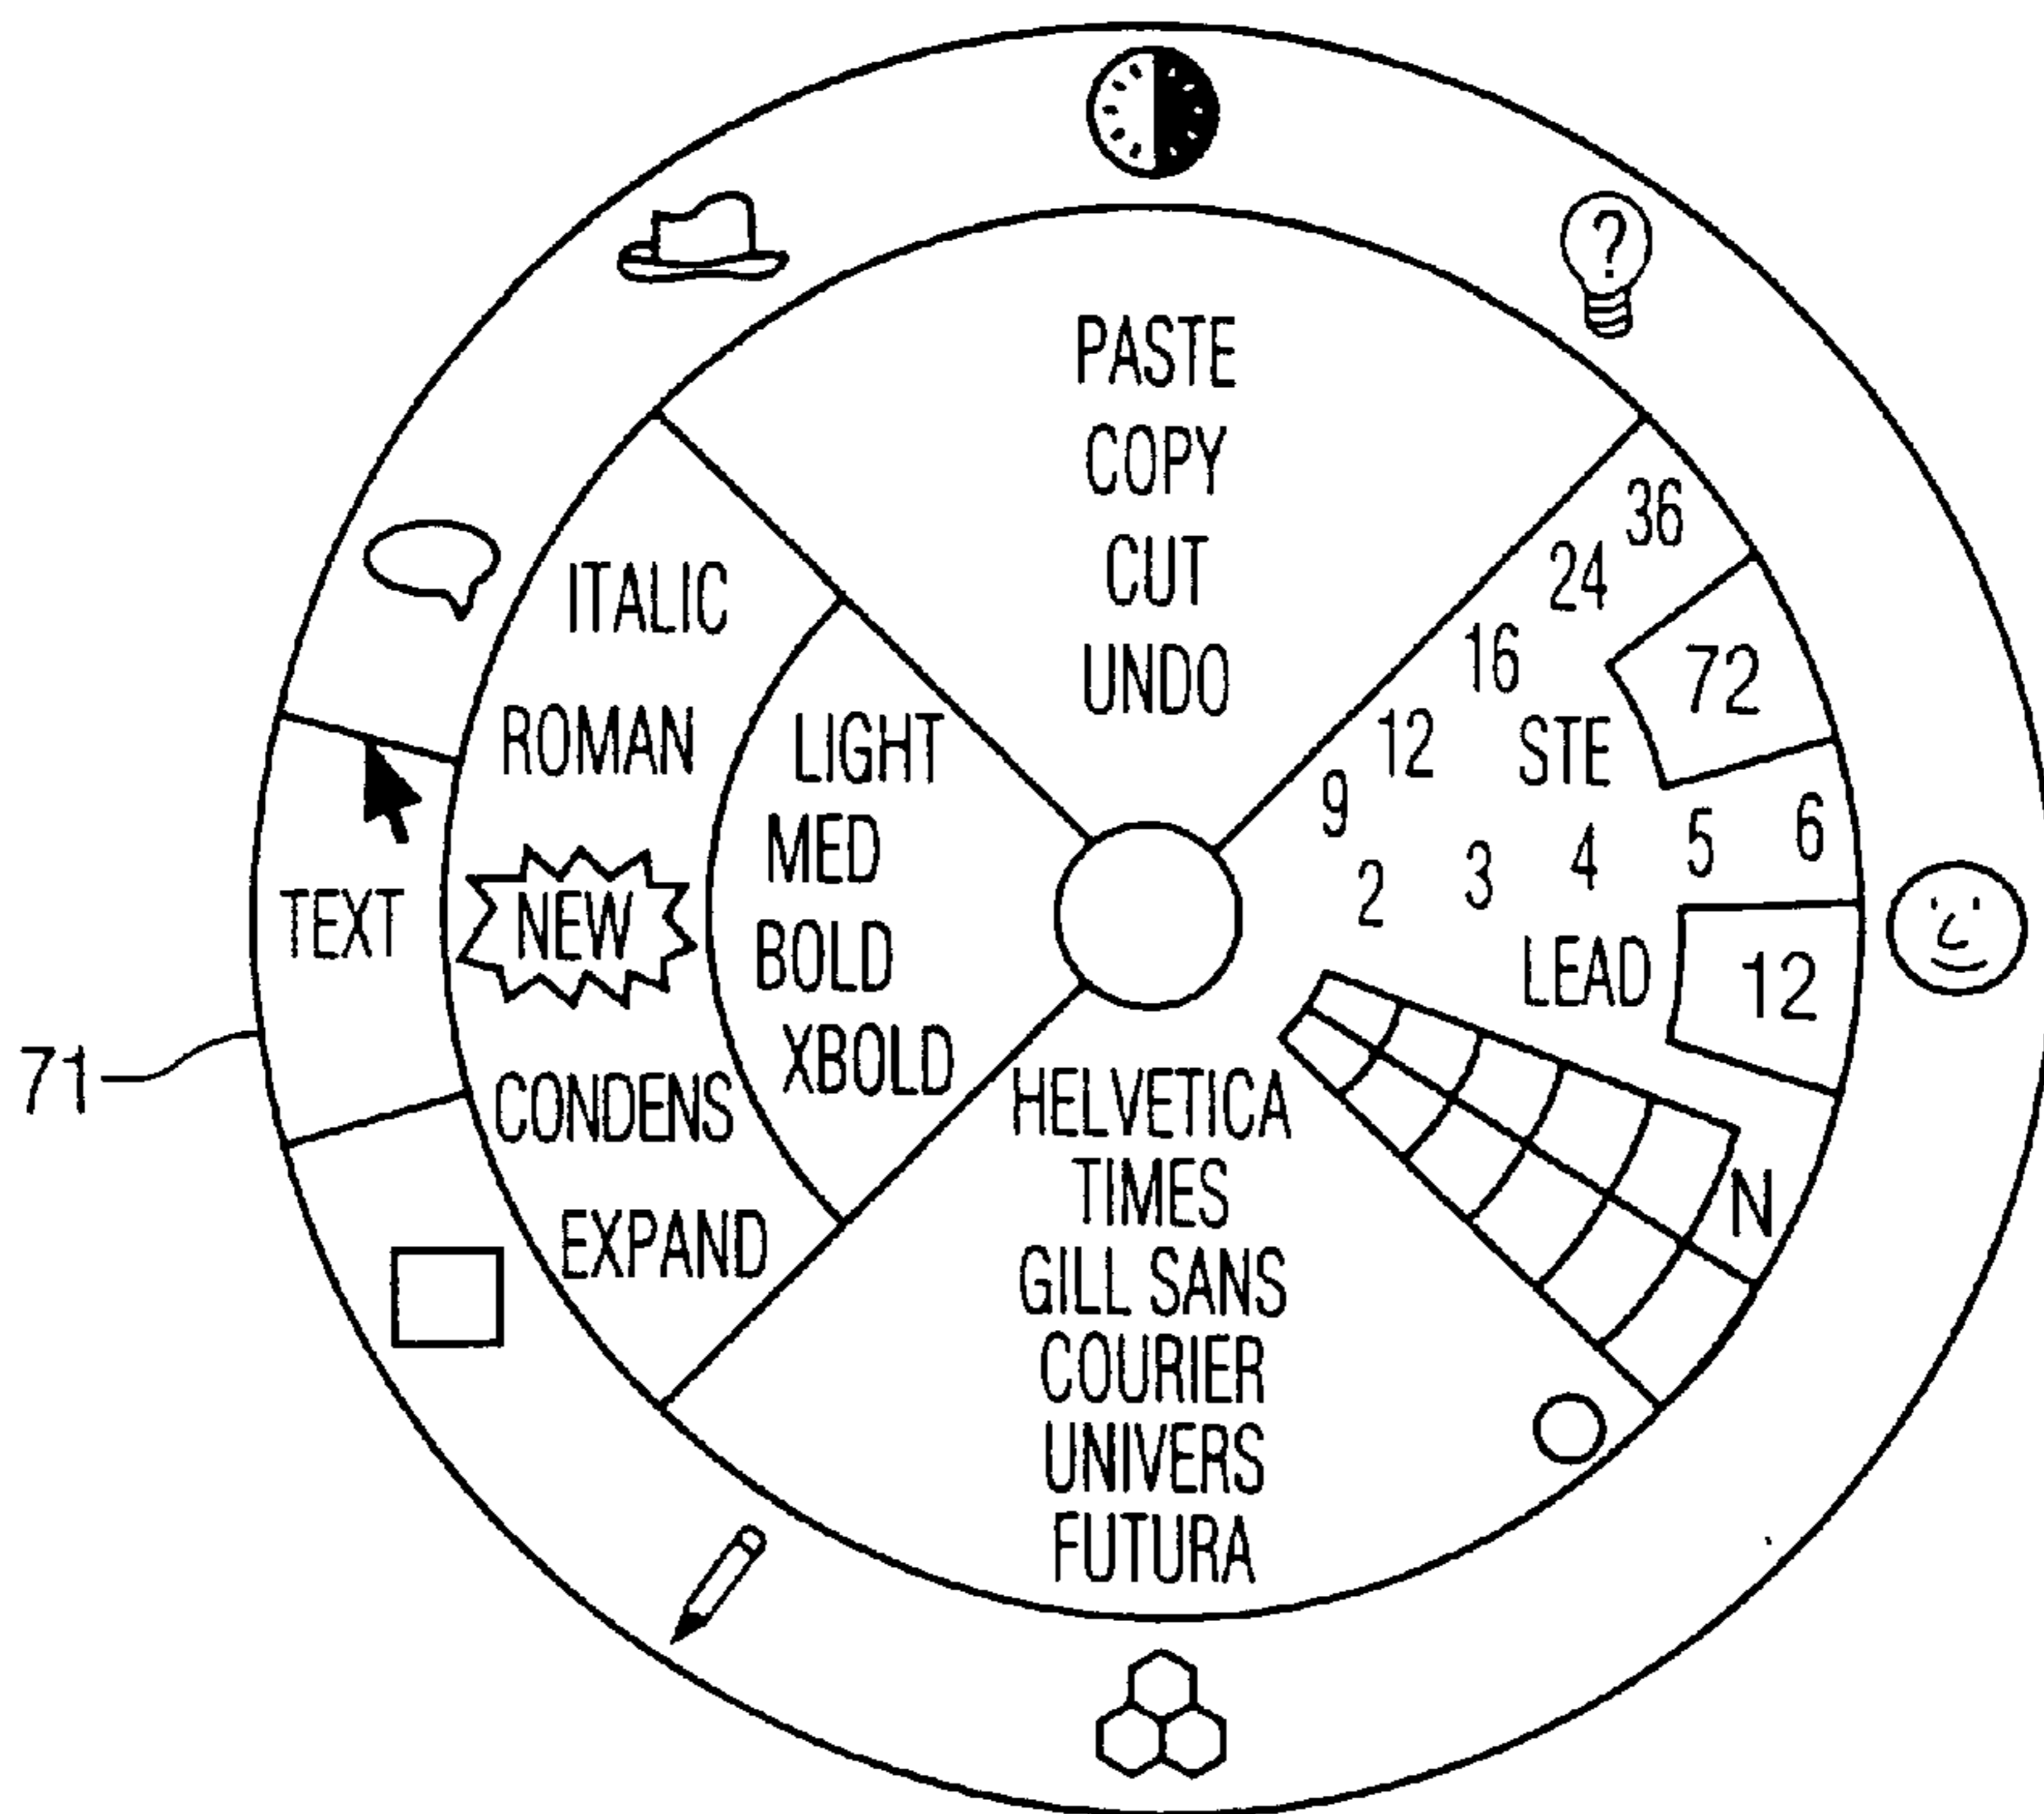 ?
PASTE
COPY
CUT
UNDO
36
24
16
12
9
72
STE
2
3
4
5
6
LEAD
12
N
ITALIC
ROMAN
NEW
CONDENS
EXPAND
LIGHT
MED
BOLD
XBOLD
TEXT
71
HELVETICA
TIMES
GILL SANS
COURIER
UNIVERS
FUTURA